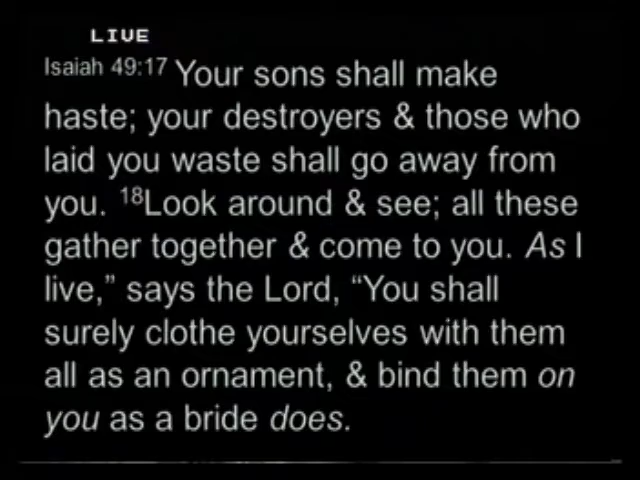 LIVE
Isaiah 49:17 Your sons shall make
haste; your destroyers & those who
laid you waste shall go away from
you. 18Look around & see; all these
gather together & come to you. As I
live,” says the Lord, “You shall
surely clothe yourselves with them
all as an ornament, & bind them on
you as a bride does.